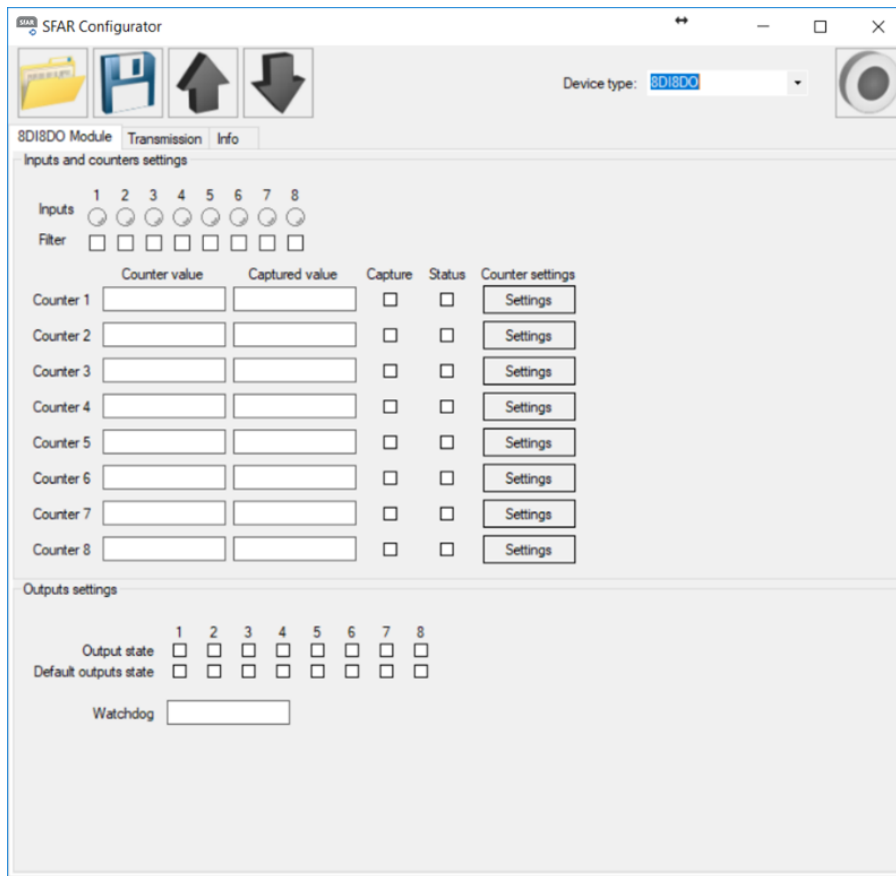 SFAR SFAR Configurator
Device type: 8DI8DO
8DI8DO Module Transmission Info
Inputs and counters settings
1 2 3 4 5 6 7 8
Inputs
Filter
Counter value Captured value Capture Status Counter settings
Counter 1 Settings
Counter 2 Settings
Counter 3 Settings
Counter 4 Settings
Counter 5 Settings
Counter 6 Settings
Counter 7 Settings
Counter 8 Settings
Outputs settings
1 2 3 4 5 6 7 8
Output state
Default outputs state
Watchdog